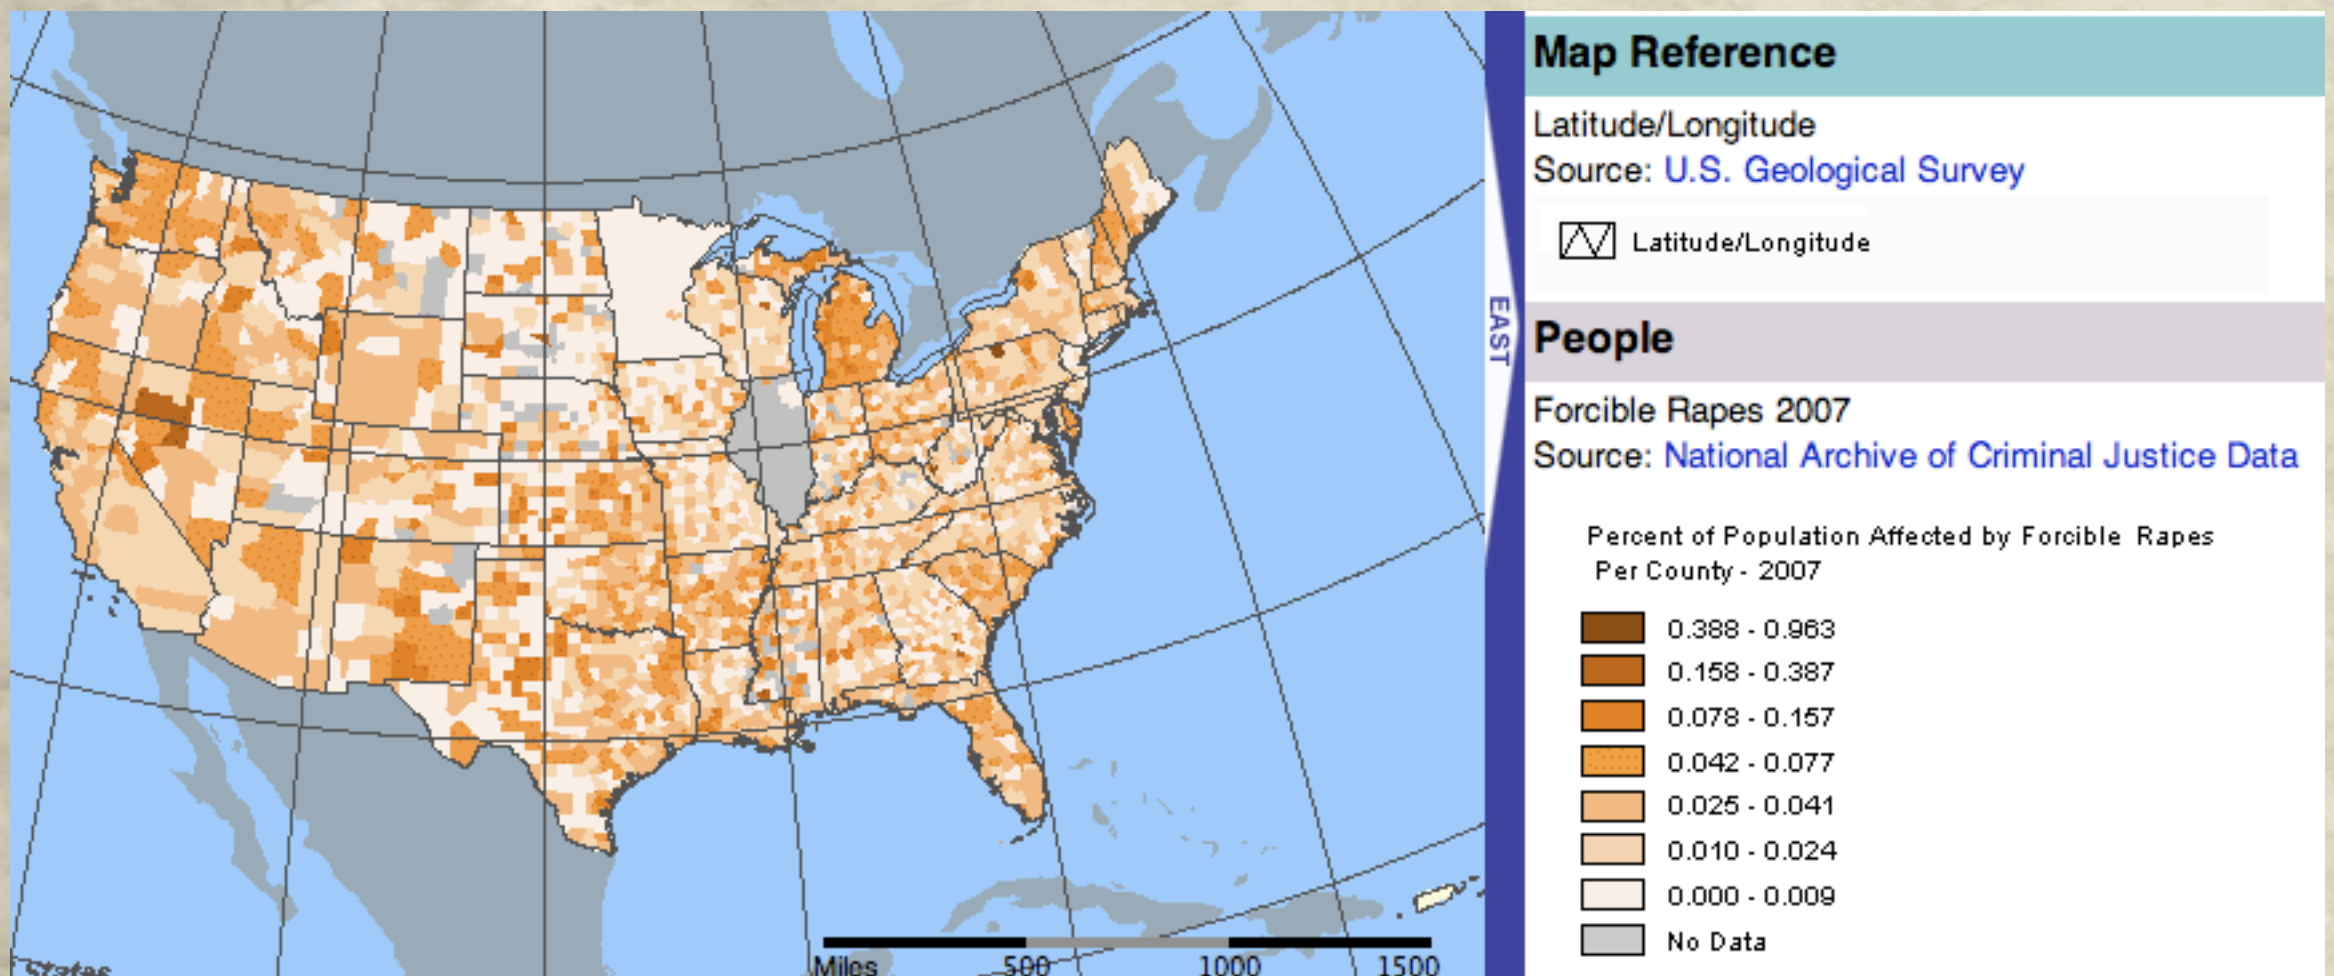 Map Reference
Latitude/Longitude
Source: U.S. Geological Survey
Latitude/Longitude
EAST
People
Forcible Rapes 2007
Source: National Archive of Criminal Justice Data
Percent of Population Affected by Forcible Rapes
Per County - 2007
0.388 - 0.963
0.158 - 0.387
0.078 - 0.157
0.042 - 0.077
0.025 - 0.041
0.010 - 0.024
0.000 - 0.009
No Data
States
Miles 500 1000 1500